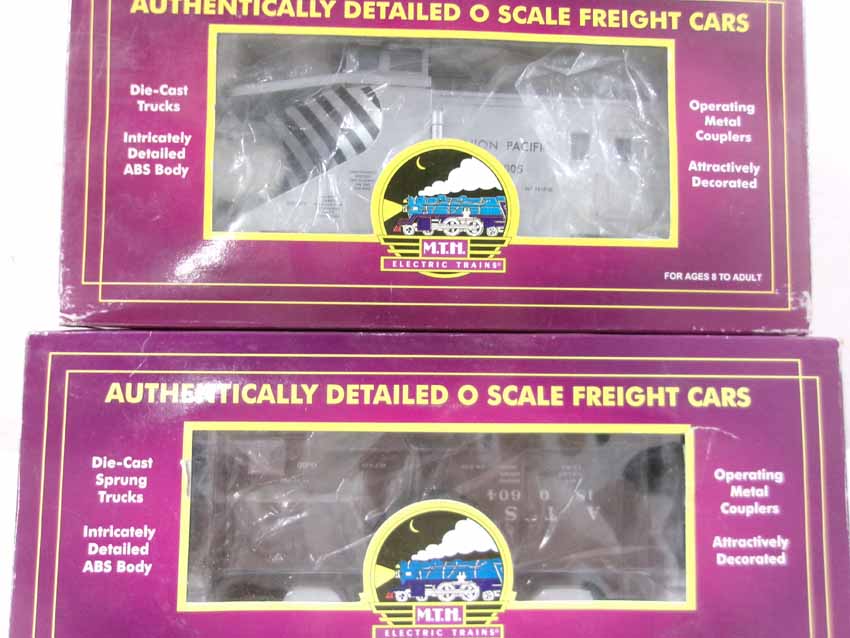 AUTHENTICALLY DETAILED O SCALE FREIGHT CARS
Die-Cast
Trucks
Intricately
Detailed
ABS Body
UNION PACIFIC
Operating
Metal
Couplers
Attractively
Decorated
M.T.H.
ELECTRIC TRAINS®
FOR AGES 8 TO ADULT
AUTHENTICALLY DETAILED O SCALE FREIGHT CARS
Die-Cast
Sprung
Trucks
Intricately
Detailed
ABS Body
A T S
Operating
Metal
Couplers
Attractively
Decorated
M.T.H.
ELECTRIC TRAINS®